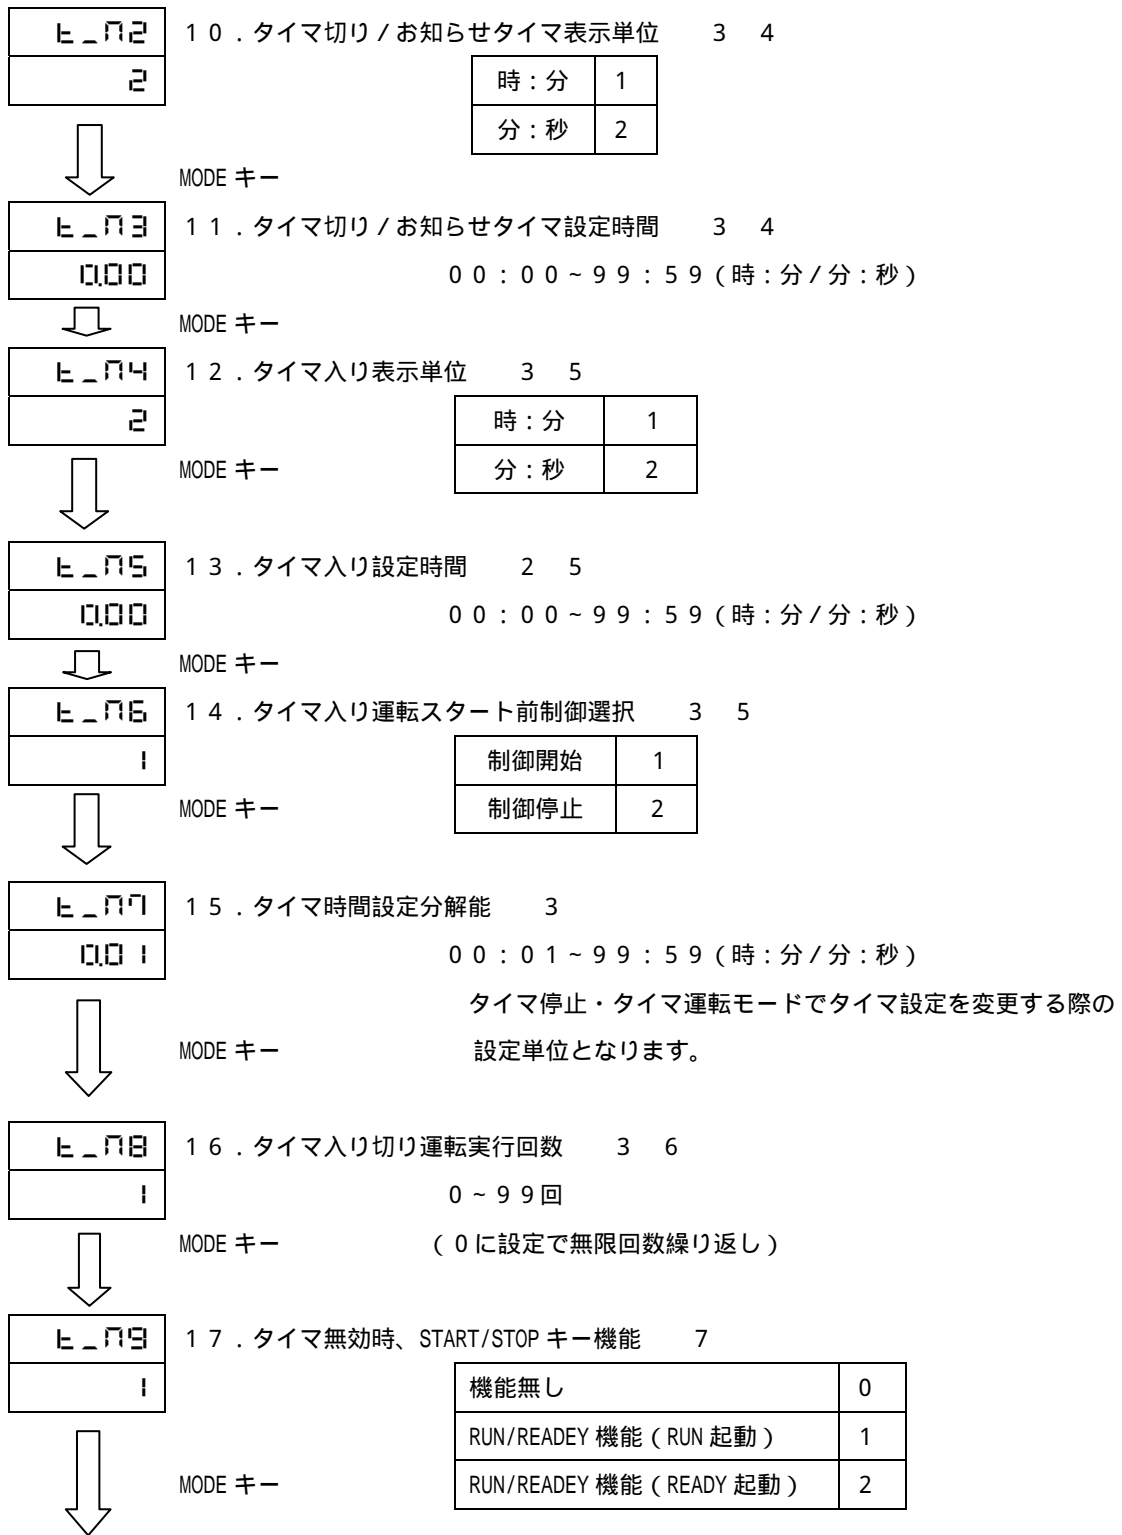 t_M2 10.タイマ切り/お知らせタイマ表示単位 3 4
2 時:分 1
分:秒 2
MODE キー
t_M3 11.タイマ切り/お知らせタイマ設定時間 3 4
0.00 00:00~99:59(時:分/分:秒)
MODE キー
t_M4 12.タイマ入り表示単位 3 5
2 時:分 1
MODE キー 分:秒 2
t_M5 13.タイマ入り設定時間 2 5
0.00 00:00~99:59(時:分/分:秒)
MODE キー
t_M6 14.タイマ入り運転スタート前制御選択 3 5
1 制御開始 1
MODE キー 制御停止 2
t_M7 15.タイマ時間設定分解能 3
0.01 00:01~99:59(時:分/分:秒)
タイマ停止・タイマ運転モードでタイマ設定を変更する際の
MODE キー 設定単位となります。
t_M8 16.タイマ入り切り運転実行回数 3 6
1 0~99回
MODE キー (0に設定で無限回数繰り返し)
t_M9 17.タイマ無効時、START/STOP キー機能 7
1 機能無し 0
RUN/READEY 機能(RUN 起動) 1
MODE キー RUN/READEY 機能(READY 起動) 2